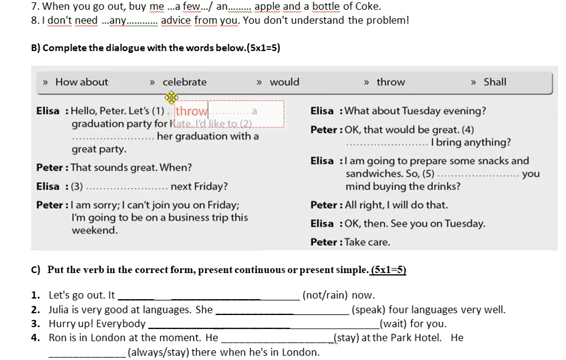 7. When you go out, buy me ...a few.../ an......... apple and a bottle of Coke.
8. I don't need ...any............ advice from you. You don't understand the problem!
B) Complete the dialogue with the words below.(5x1=5)
» How about » celebrate » would » throw » Shall
Elisa : Hello, Peter. Let's (1) ..throw............ a
graduation party for Kate. I'd like to (2)
........................ her graduation with a
great party.
Peter : That sounds great. When?
Elisa : (3) ........................ next Friday?
Peter : I am sorry; I can't join you on Friday;
I'm going to be on a business trip this
weekend.
Elisa : What about Tuesday evening?
Peter : OK, that would be great. (4)
........................ I bring anything?
Elisa : I am going to prepare some snacks and
sandwiches. So, (5) ........................ you
mind buying the drinks?
Peter : All right, I will do that.
Elisa : OK, then. See you on Tuesday.
Peter : Take care.
C) Put the verb in the correct form, present continuous or present simple. (5x1=5)
1. Let's go out. It ______ ____________ ______ (not/rain) now.
2. Julia is very good at languages. She ____________________ (speak) four languages very well.
3. Hurry up! Everybody ______________________________(wait) for you.
4. Ron is in London at the moment. He ____________________(stay) at the Park Hotel. He
______________ (always/stay) there when he's in London.